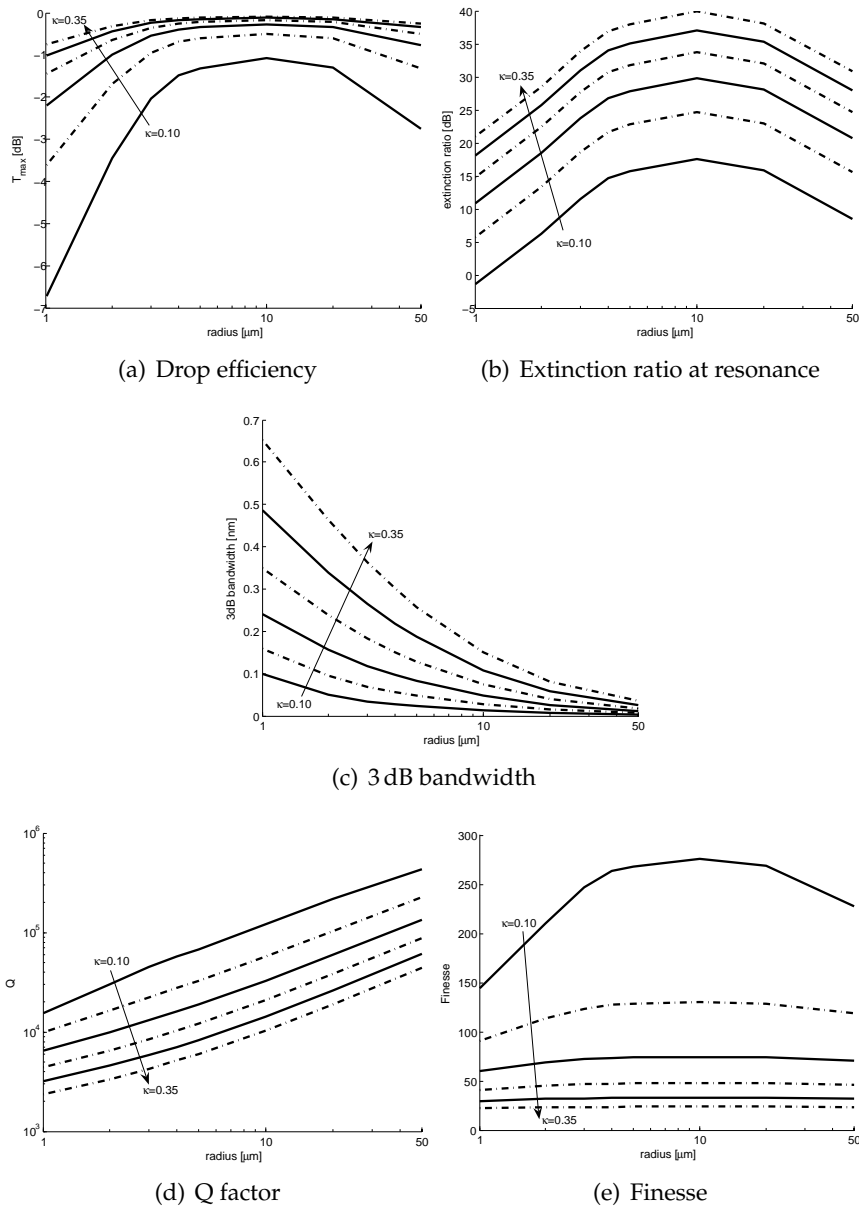 0
−1
−2
−3
−4
−5
−6
−7
T_max [dB]
κ=0.35
κ=0.10
1
10
50
radius [μm]
(a) Drop efficiency
40
35
30
25
20
15
10
5
0
−5
extinction ratio [dB]
κ=0.35
κ=0.10
1
10
50
radius [μm]
(b) Extinction ratio at resonance
0.7
0.6
0.5
0.4
0.3
0.2
0.1
0
3dB bandwidth [nm]
κ=0.35
κ=0.10
1
10
50
radius [μm]
(c) 3 dB bandwidth
10^6
10^5
10^4
10^3
Q
κ=0.10
κ=0.35
1
10
50
radius [μm]
(d) Q factor
300
250
200
150
100
50
0
Finesse
κ=0.10
κ=0.35
1
10
50
radius [μm]
(e) Finesse